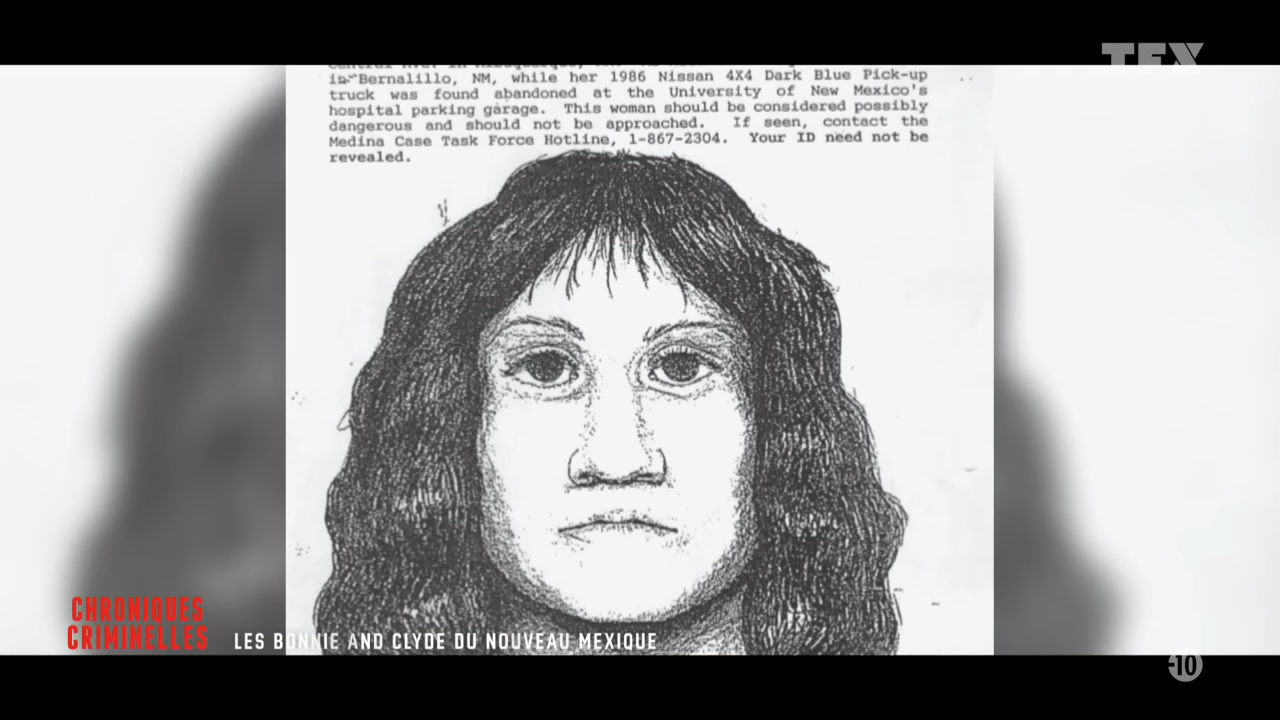 TFX
in Bernalillo, NM, while her 1986 Nissan 4X4 Dark Blue Pick-up
truck was found abandoned at the University of New Mexico's
hospital parking garage. This woman should be considered possibly
dangerous and should not be approached. If seen, contact the
Medina Case Task Force Hotline, 1-867-2304. Your ID need not be
revealed.
CHRONIQUES
CRIMINELLES
LES BONNIE AND CLYDE DU NOUVEAU MEXIQUE
-10